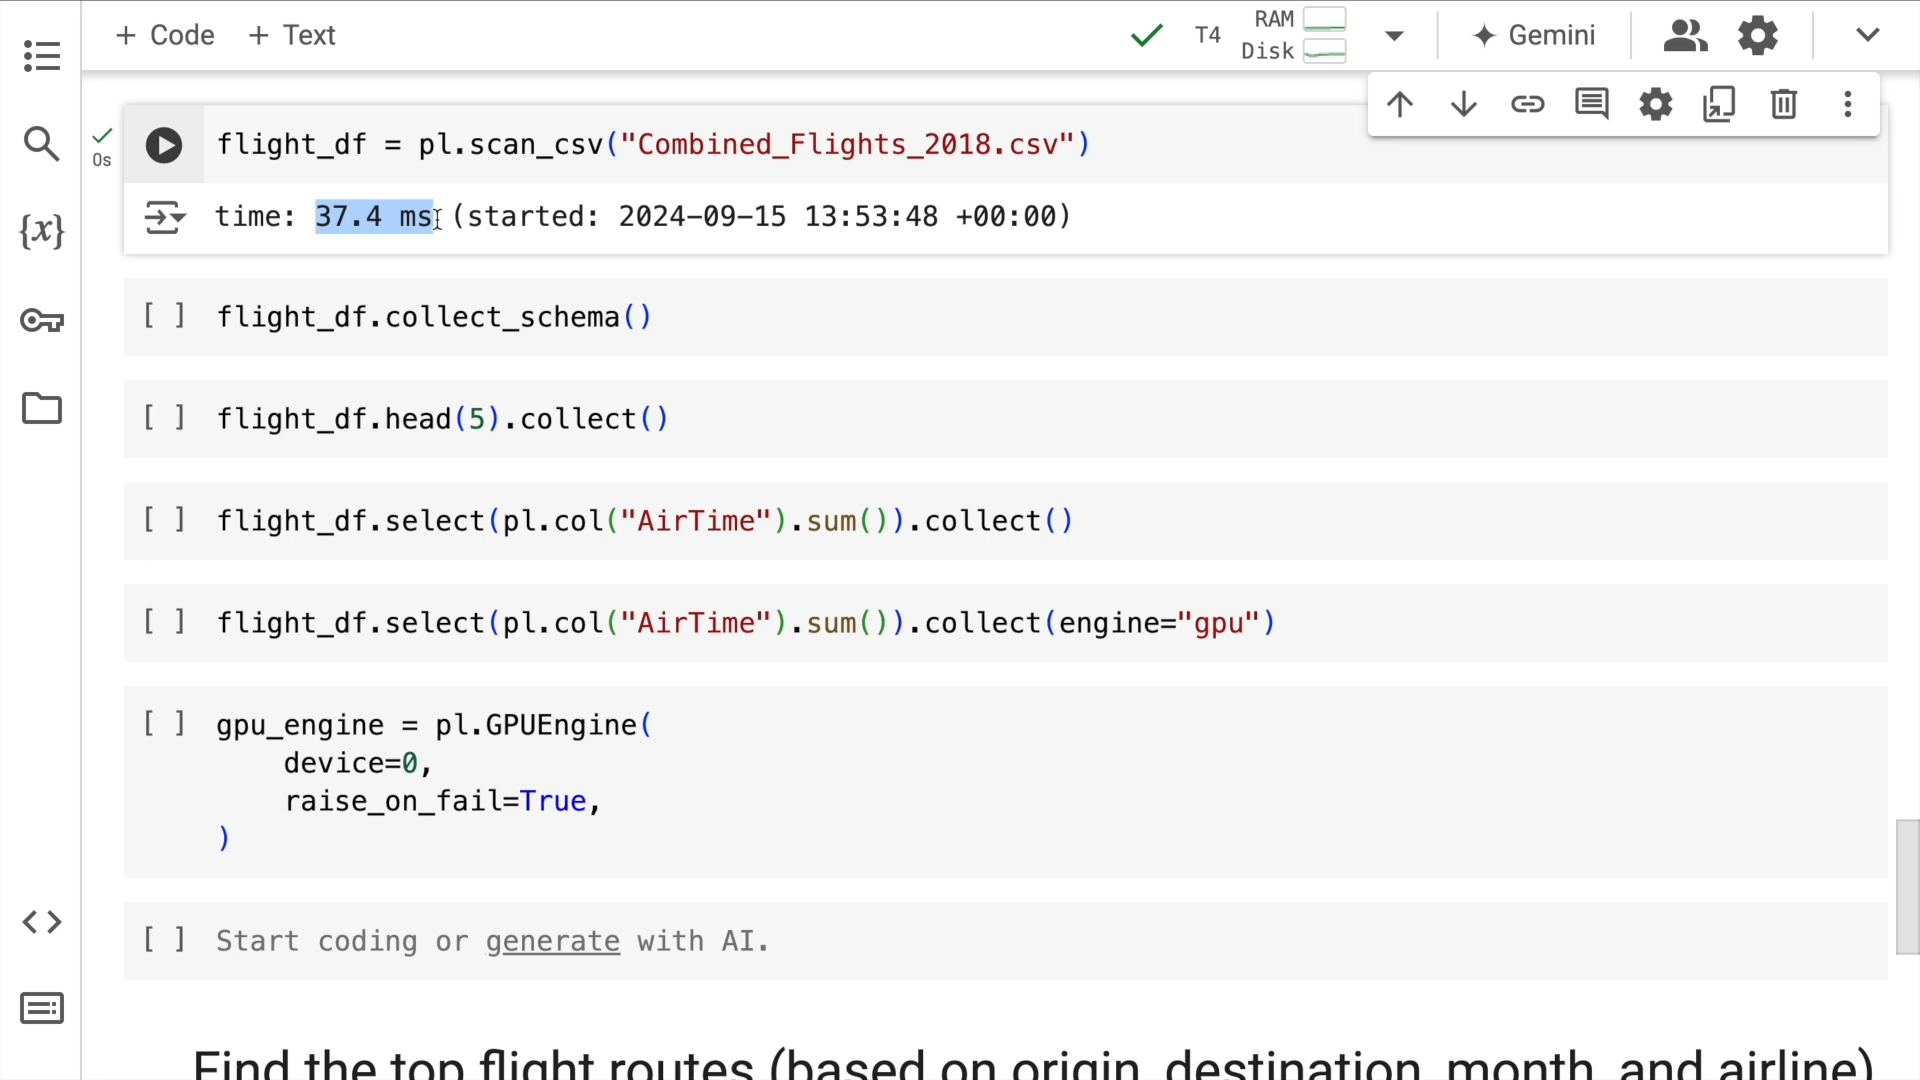 + Code + Text
T4
RAM
Disk
Gemini
0s
flight_df = pl.scan_csv("Combined_Flights_2018.csv")
time: 37.4 ms (started: 2024-09-15 13:53:48 +00:00)
{x}
[ ] flight_df.collect_schema()
[ ] flight_df.head(5).collect()
[ ] flight_df.select(pl.col("AirTime").sum()).collect()
[ ] flight_df.select(pl.col("AirTime").sum()).collect(engine="gpu")
[ ] gpu_engine = pl.GPUEngine(
device=0,
raise_on_fail=True,
)
[ ] Start coding or generate with AI.
Find the top flight routes (based on origin, destination, month, and airline)